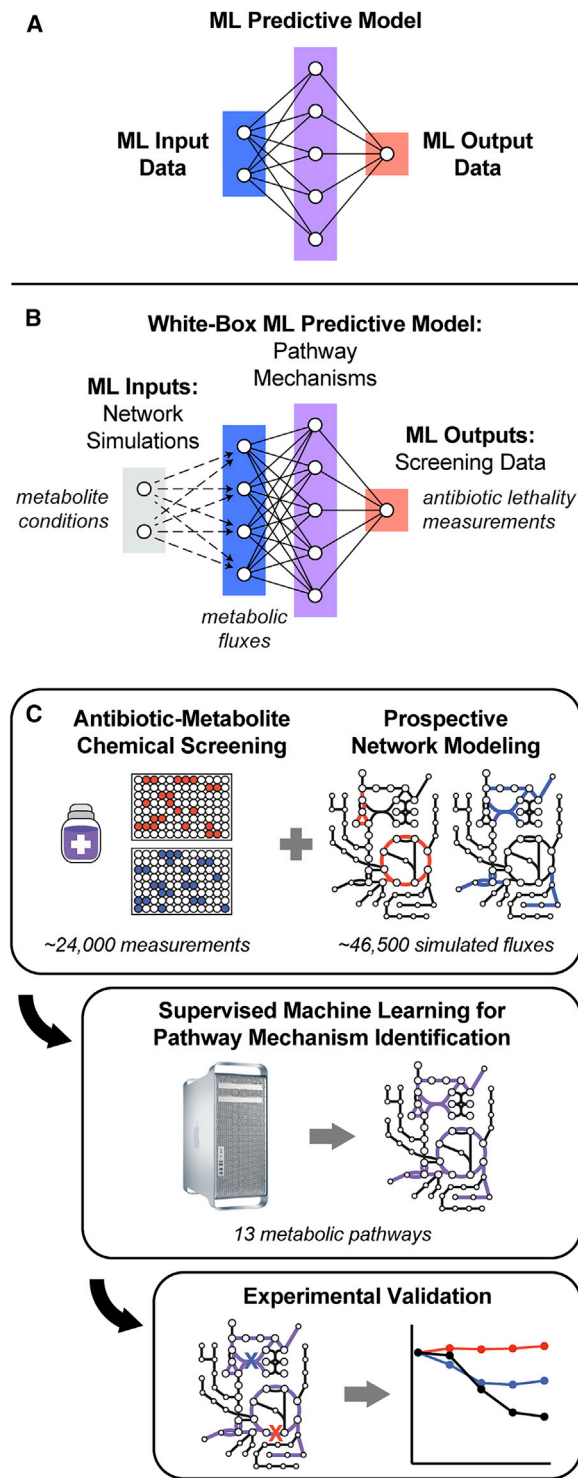 A
ML Predictive Model
ML Input
Data
ML Output
Data
B
White-Box ML Predictive Model:
Pathway
Mechanisms
ML Inputs:
Network
Simulations
ML Outputs:
Screening Data
metabolite
conditions
antibiotic lethality
measurements
metabolic
fluxes
C
Antibiotic-Metabolite
Chemical Screening
Prospective
Network Modeling
~24,000 measurements
~46,500 simulated fluxes
Supervised Machine Learning for
Pathway Mechanism Identification
13 metabolic pathways
Experimental Validation
X
X